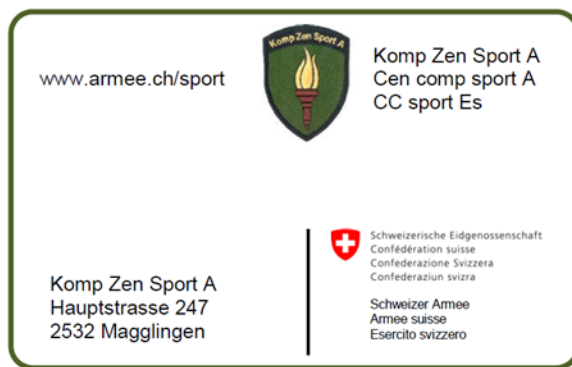 www.armee.ch/sport
Komp Zen Sport A
Komp Zen Sport A
Cen comp sport A
CC sport Es
Komp Zen Sport A
Hauptstrasse 247
2532 Magglingen
Schweizerische Eidgenossenschaft
Confédération suisse
Confederazione Svizzera
Confederaziun svizra
Schweizer Armee
Armee suisse
Esercito svizzero